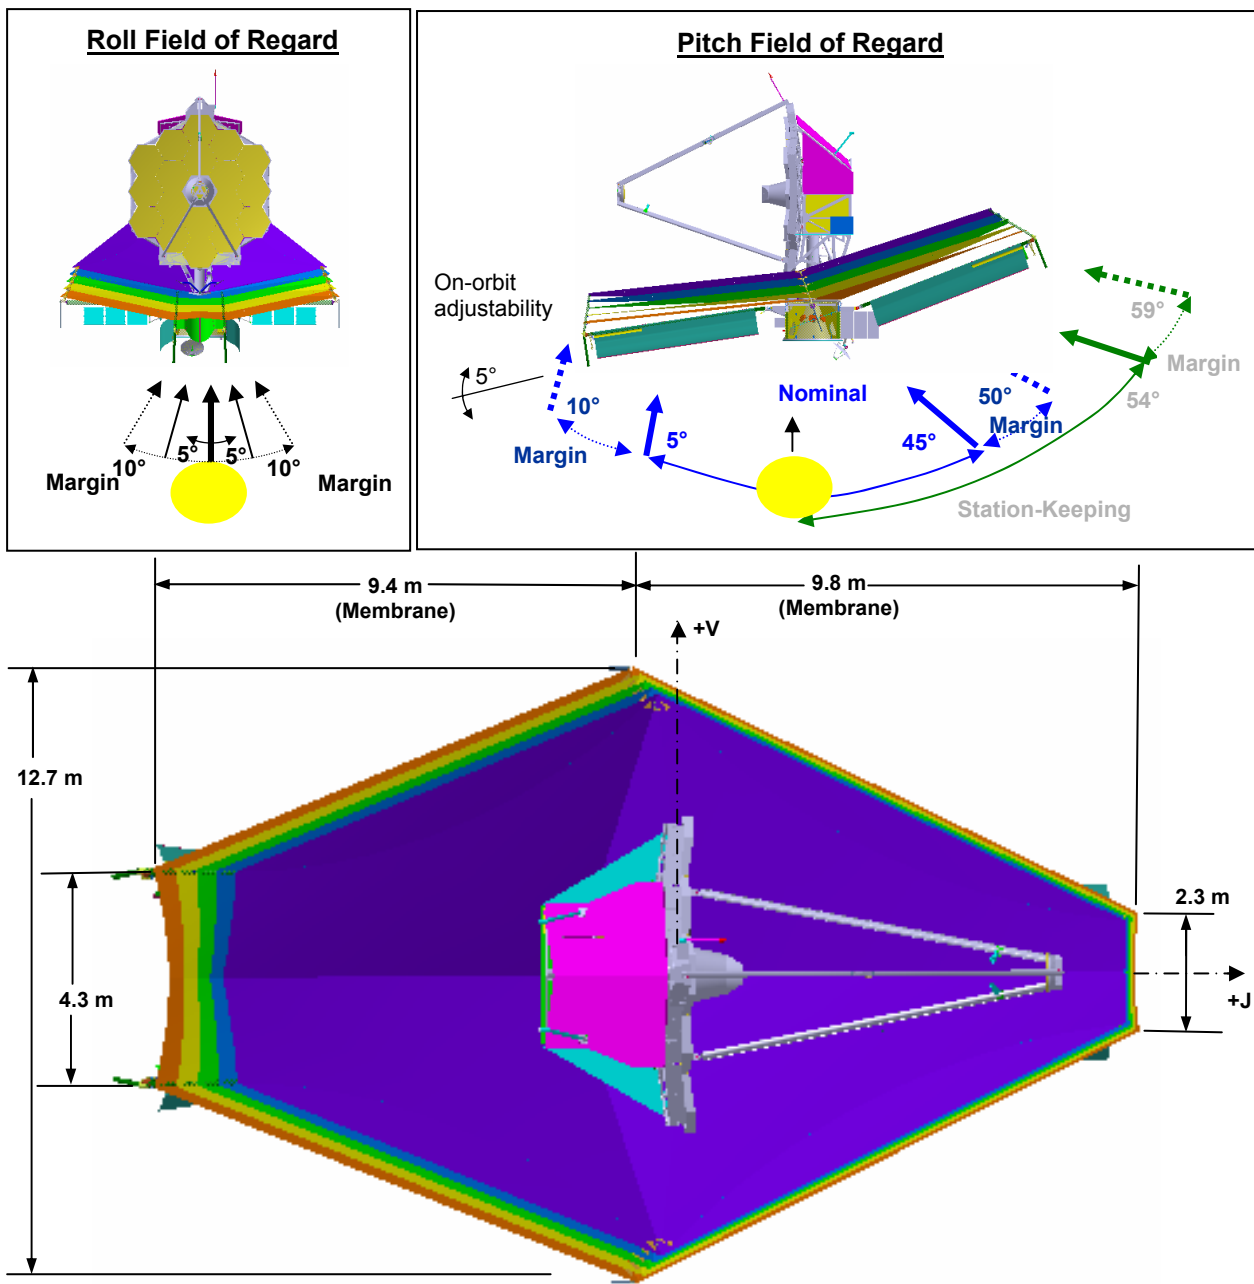 Roll Field of Regard
5°
5°
10°
10°
Margin
Margin
Pitch Field of Regard
On-orbit
adjustability
5°
10°
Margin
5°
Nominal
45°
50°
Margin
59°
Margin
54°
Station-Keeping
9.4 m
(Membrane)
9.8 m
(Membrane)
+V
12.7 m
4.3 m
2.3 m
+J